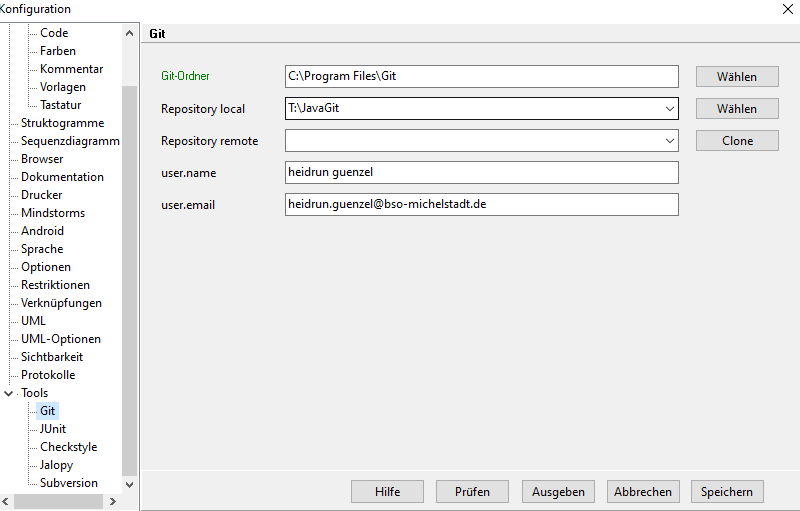 Konfiguration
Code
Farben
Kommentar
Vorlagen
Tastatur
Struktogramme
Sequenzdiagramm
Browser
Dokumentation
Drucker
Mindstorms
Android
Sprache
Optionen
Restriktionen
Verknüpfungen
UML
UML-Optionen
Sichtbarkeit
Protokolle
Tools
Git
JUnit
Checkstyle
Jalopy
Subversion
Git
Git-Ordner C:\Program Files\Git Wählen
Repository local T:\JavaGit Wählen
Repository remote Clone
user.name heidrun guenzel
user.email heidrun.guenzel@bso-michelstadt.de
Hilfe Prüfen Ausgeben Abbrechen Speichern